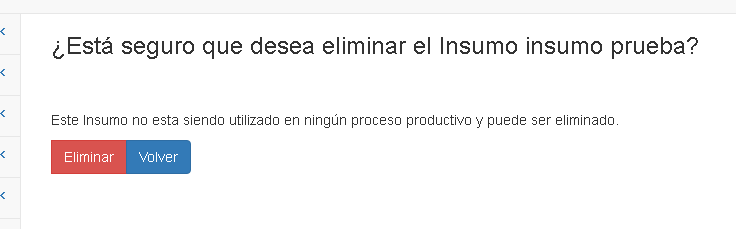 ¿Está seguro que desea eliminar el Insumo insumo prueba?
Este Insumo no esta siendo utilizado en ningún proceso productivo y puede ser eliminado.
Eliminar Volver